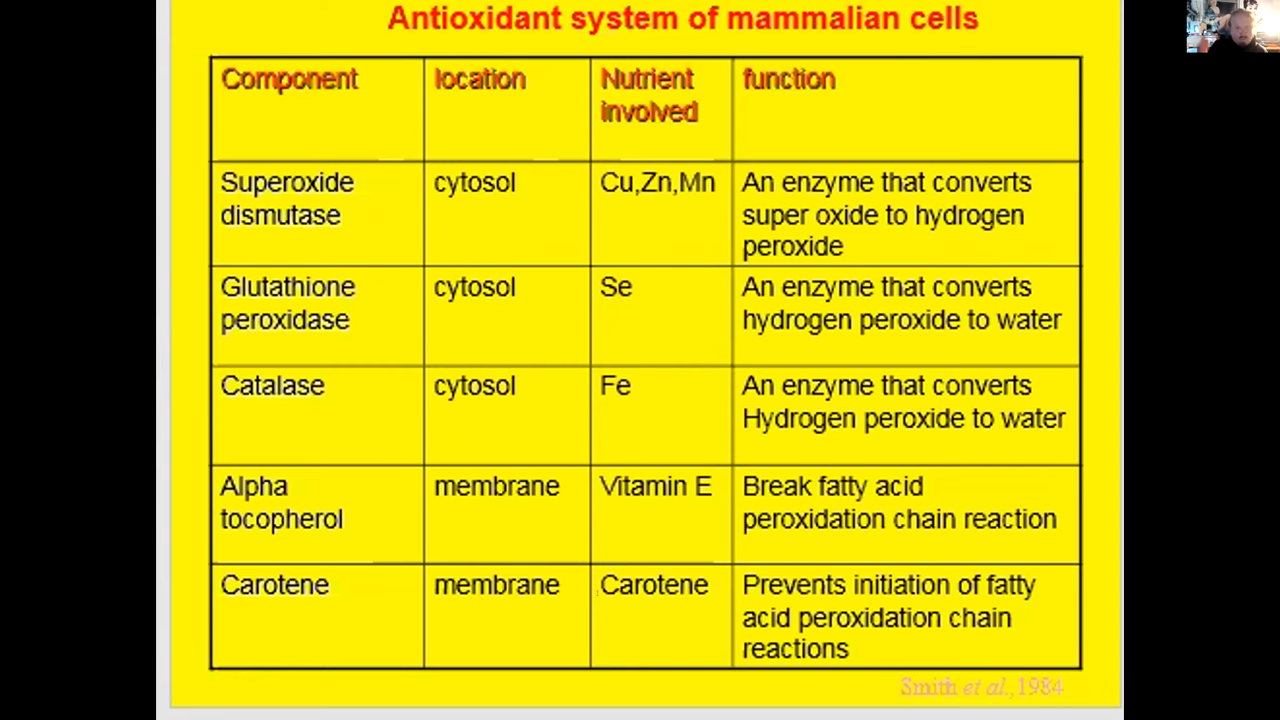 Antioxidant system of mammalian cells
Component location Nutrient involved function
Superoxide dismutase cytosol Cu,Zn,Mn An enzyme that converts super oxide to hydrogen peroxide
Glutathione peroxidase cytosol Se An enzyme that converts hydrogen peroxide to water
Catalase cytosol Fe An enzyme that converts Hydrogen peroxide to water
Alpha tocopherol membrane Vitamin E Break fatty acid peroxidation chain reaction
Carotene membrane Carotene Prevents initiation of fatty acid peroxidation chain reactions
Smith et al.,1984